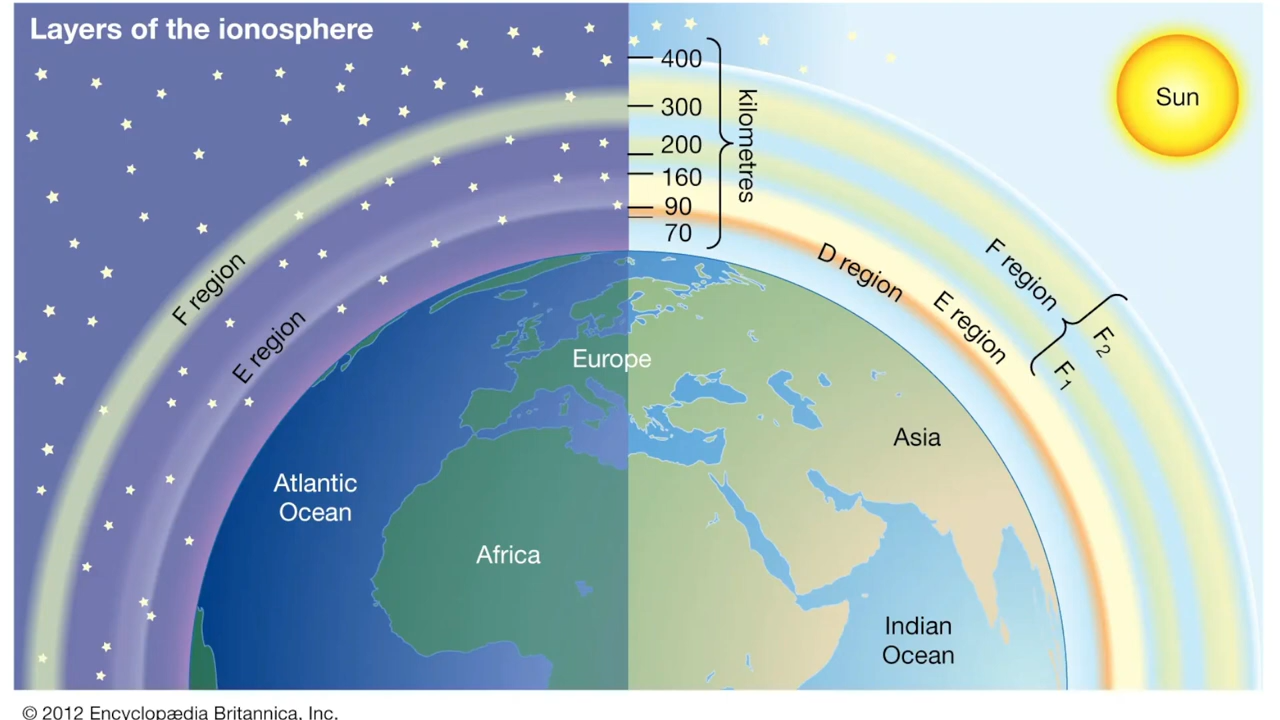 Layers of the ionosphere
400
300
200
160
90
70
kilometres
Sun
F region
E region
D region
E region
F region
F2
F1
Europe
Asia
Atlantic
Ocean
Africa
Indian
Ocean
© 2012 Encyclopædia Britannica, Inc.